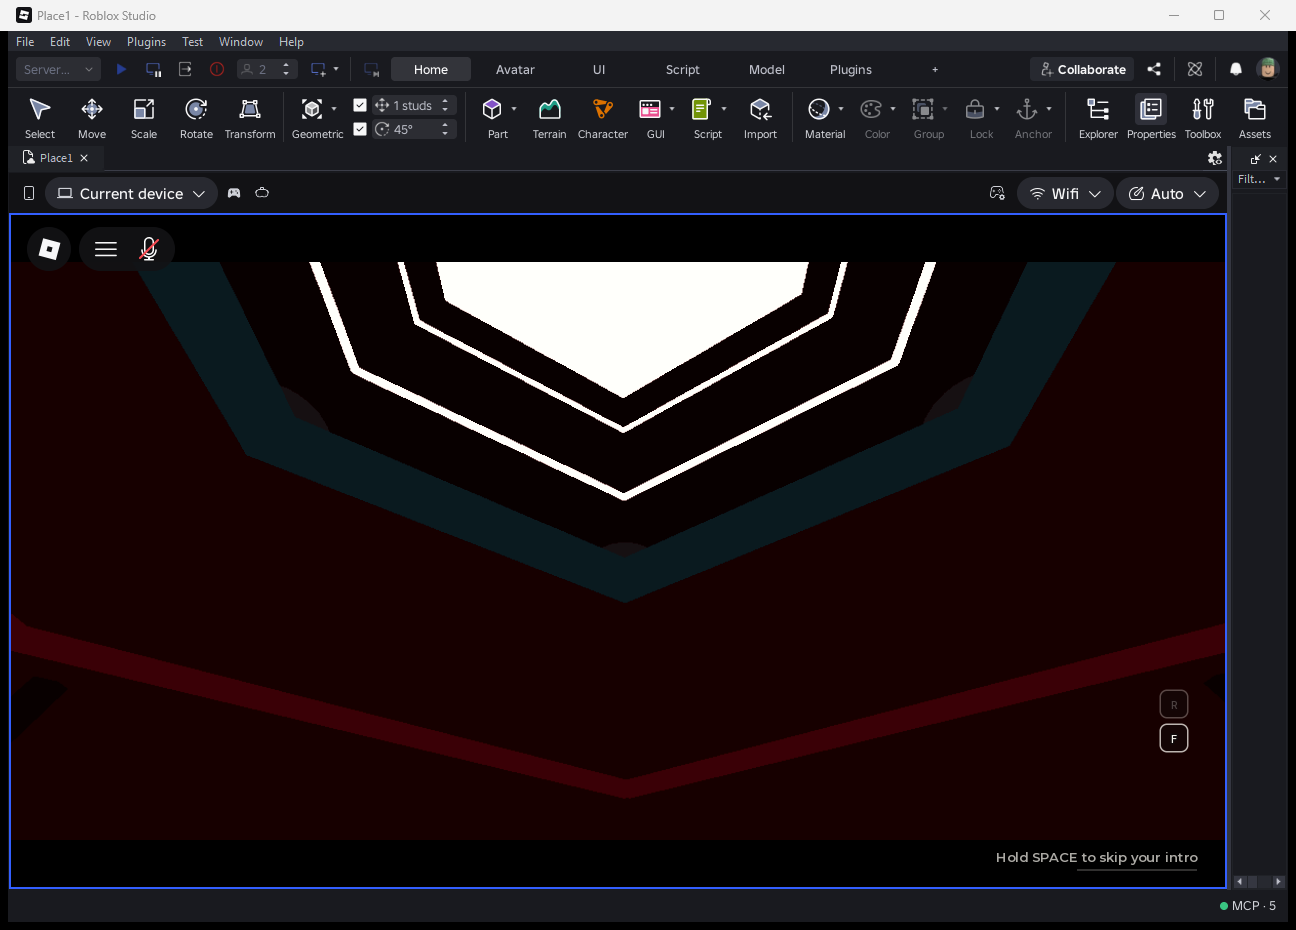 Place1 - Roblox Studio
File Edit View Plugins Test Window Help
Server... 2 Home Avatar UI Script Model Plugins + Collaborate
1 studs
45°
Select Move Scale Rotate Transform Geometric Part Terrain Character GUI Script Import Material Color Group Lock Anchor Explorer Properties Toolbox Assets
Place1
Filt...
Current device Wifi Auto
R
F
Hold SPACE to skip your intro
MCP · 5